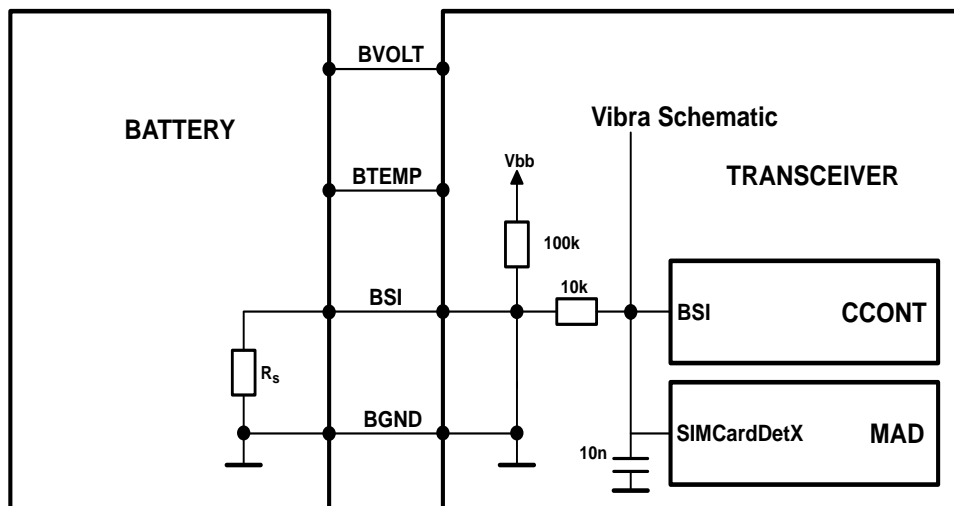 BVOLT
BATTERY
Vibra Schematic
Vbb
BTEMP
TRANSCEIVER
100k
BSI
10k
BSI
CCONT
Rs
BGND
SIMCardDetX
MAD
10n